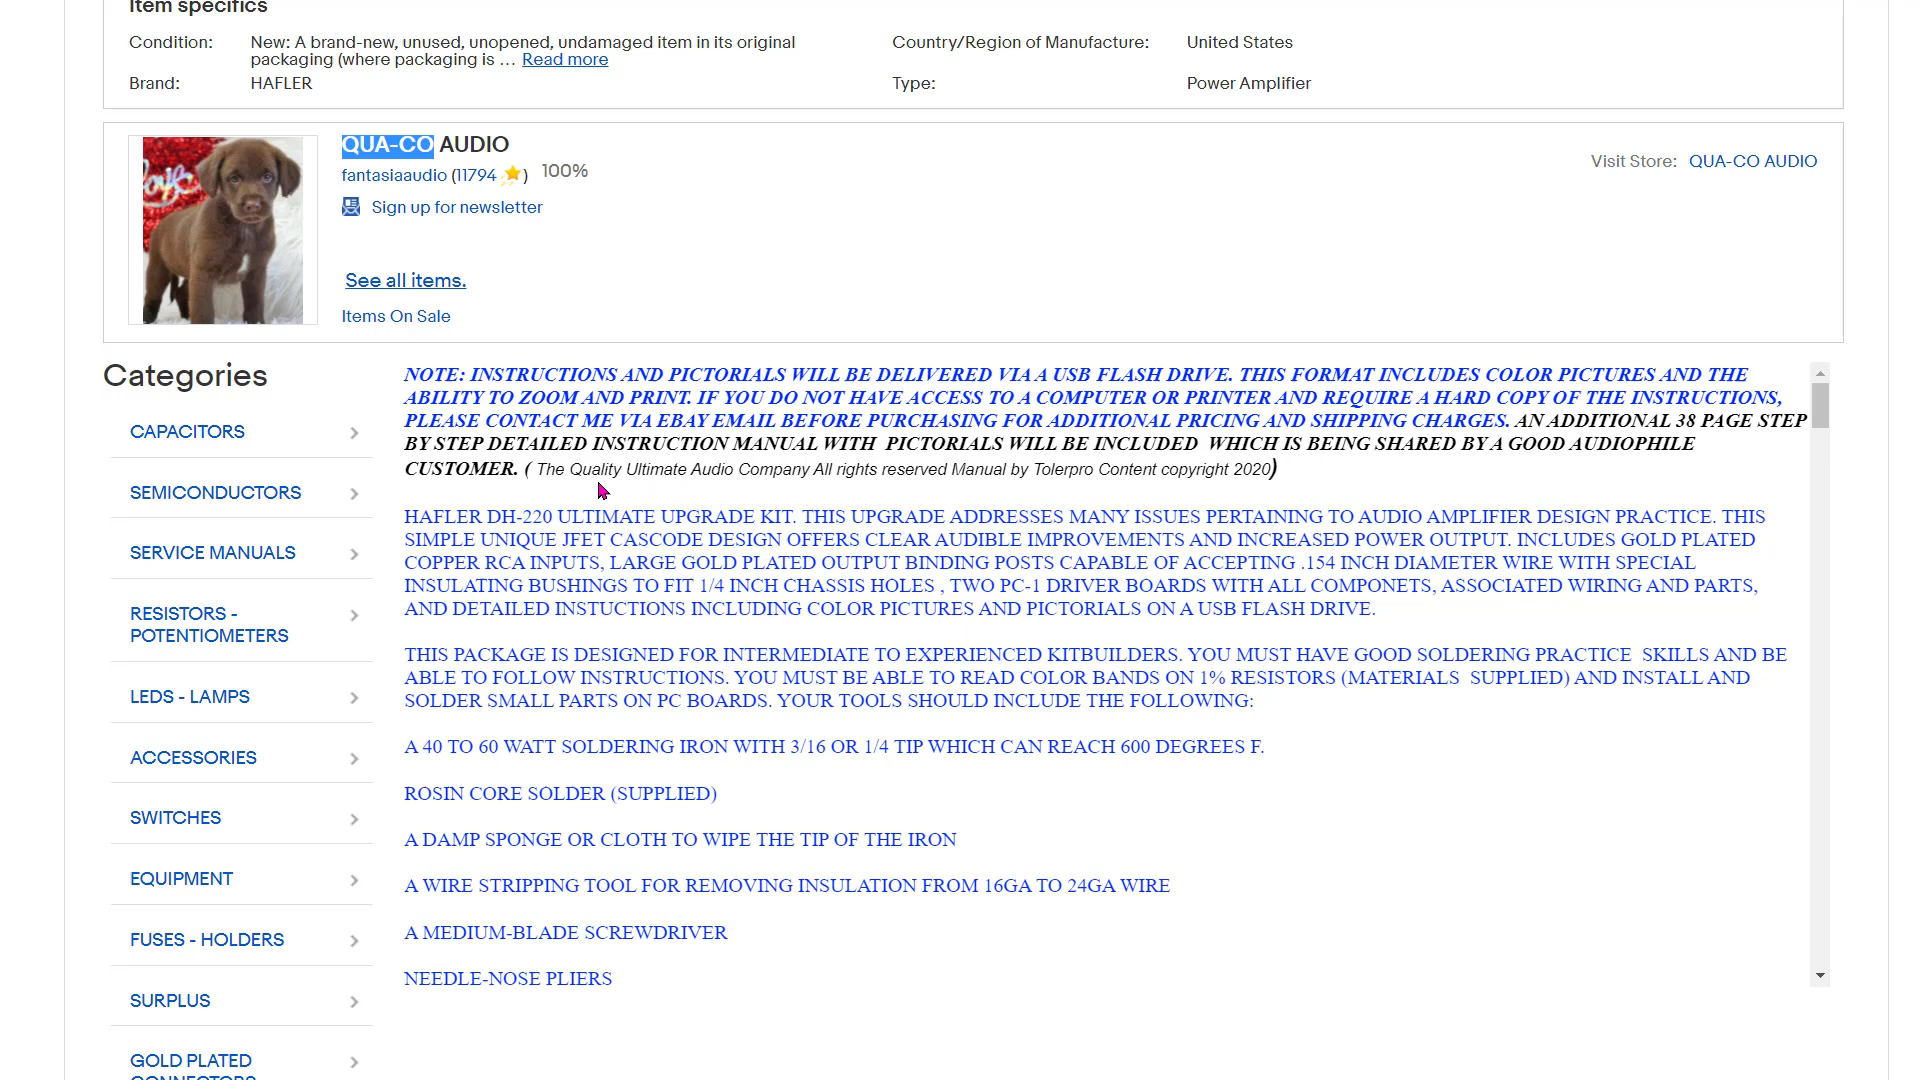 Item specifics
Condition: New: A brand-new, unused, unopened, undamaged item in its original Country/Region of Manufacture: United States
packaging (where packaging is ... Read more
Brand: HAFLER Type: Power Amplifier
QUA-CO AUDIO
fantasiaaudio (11794 ) 100%
Visit Store: QUA-CO AUDIO
Sign up for newsletter
See all items.
Items On Sale
Categories
CAPACITORS
SEMICONDUCTORS
SERVICE MANUALS
RESISTORS -
POTENTIOMETERS
LEDS - LAMPS
ACCESSORIES
SWITCHES
EQUIPMENT
FUSES - HOLDERS
SURPLUS
GOLD PLATED
CONNECTORS
NOTE: INSTRUCTIONS AND PICTORIALS WILL BE DELIVERED VIA A USB FLASH DRIVE. THIS FORMAT INCLUDES COLOR PICTURES AND THE
ABILITY TO ZOOM AND PRINT. IF YOU DO NOT HAVE ACCESS TO A COMPUTER OR PRINTER AND REQUIRE A HARD COPY OF THE INSTRUCTIONS,
PLEASE CONTACT ME VIA EBAY EMAIL BEFORE PURCHASING FOR ADDITIONAL PRICING AND SHIPPING CHARGES. AN ADDITIONAL 38 PAGE STEP
BY STEP DETAILED INSTRUCTION MANUAL WITH PICTORIALS WILL BE INCLUDED WHICH IS BEING SHARED BY A GOOD AUDIOPHILE
CUSTOMER. ( The Quality Ultimate Audio Company All rights reserved Manual by Tolerpro Content copyright 2020)
HAFLER DH-220 ULTIMATE UPGRADE KIT. THIS UPGRADE ADDRESSES MANY ISSUES PERTAINING TO AUDIO AMPLIFIER DESIGN PRACTICE. THIS
SIMPLE UNIQUE JFET CASCODE DESIGN OFFERS CLEAR AUDIBLE IMPROVEMENTS AND INCREASED POWER OUTPUT. INCLUDES GOLD PLATED
COPPER RCA INPUTS, LARGE GOLD PLATED OUTPUT BINDING POSTS CAPABLE OF ACCEPTING .154 INCH DIAMETER WIRE WITH SPECIAL
INSULATING BUSHINGS TO FIT 1/4 INCH CHASSIS HOLES , TWO PC-1 DRIVER BOARDS WITH ALL COMPONETS, ASSOCIATED WIRING AND PARTS,
AND DETAILED INSTUCTIONS INCLUDING COLOR PICTURES AND PICTORIALS ON A USB FLASH DRIVE.
THIS PACKAGE IS DESIGNED FOR INTERMEDIATE TO EXPERIENCED KITBUILDERS. YOU MUST HAVE GOOD SOLDERING PRACTICE SKILLS AND BE
ABLE TO FOLLOW INSTRUCTIONS. YOU MUST BE ABLE TO READ COLOR BANDS ON 1% RESISTORS (MATERIALS SUPPLIED) AND INSTALL AND
SOLDER SMALL PARTS ON PC BOARDS. YOUR TOOLS SHOULD INCLUDE THE FOLLOWING:
A 40 TO 60 WATT SOLDERING IRON WITH 3/16 OR 1/4 TIP WHICH CAN REACH 600 DEGREES F.
ROSIN CORE SOLDER (SUPPLIED)
A DAMP SPONGE OR CLOTH TO WIPE THE TIP OF THE IRON
A WIRE STRIPPING TOOL FOR REMOVING INSULATION FROM 16GA TO 24GA WIRE
A MEDIUM-BLADE SCREWDRIVER
NEEDLE-NOSE PLIERS